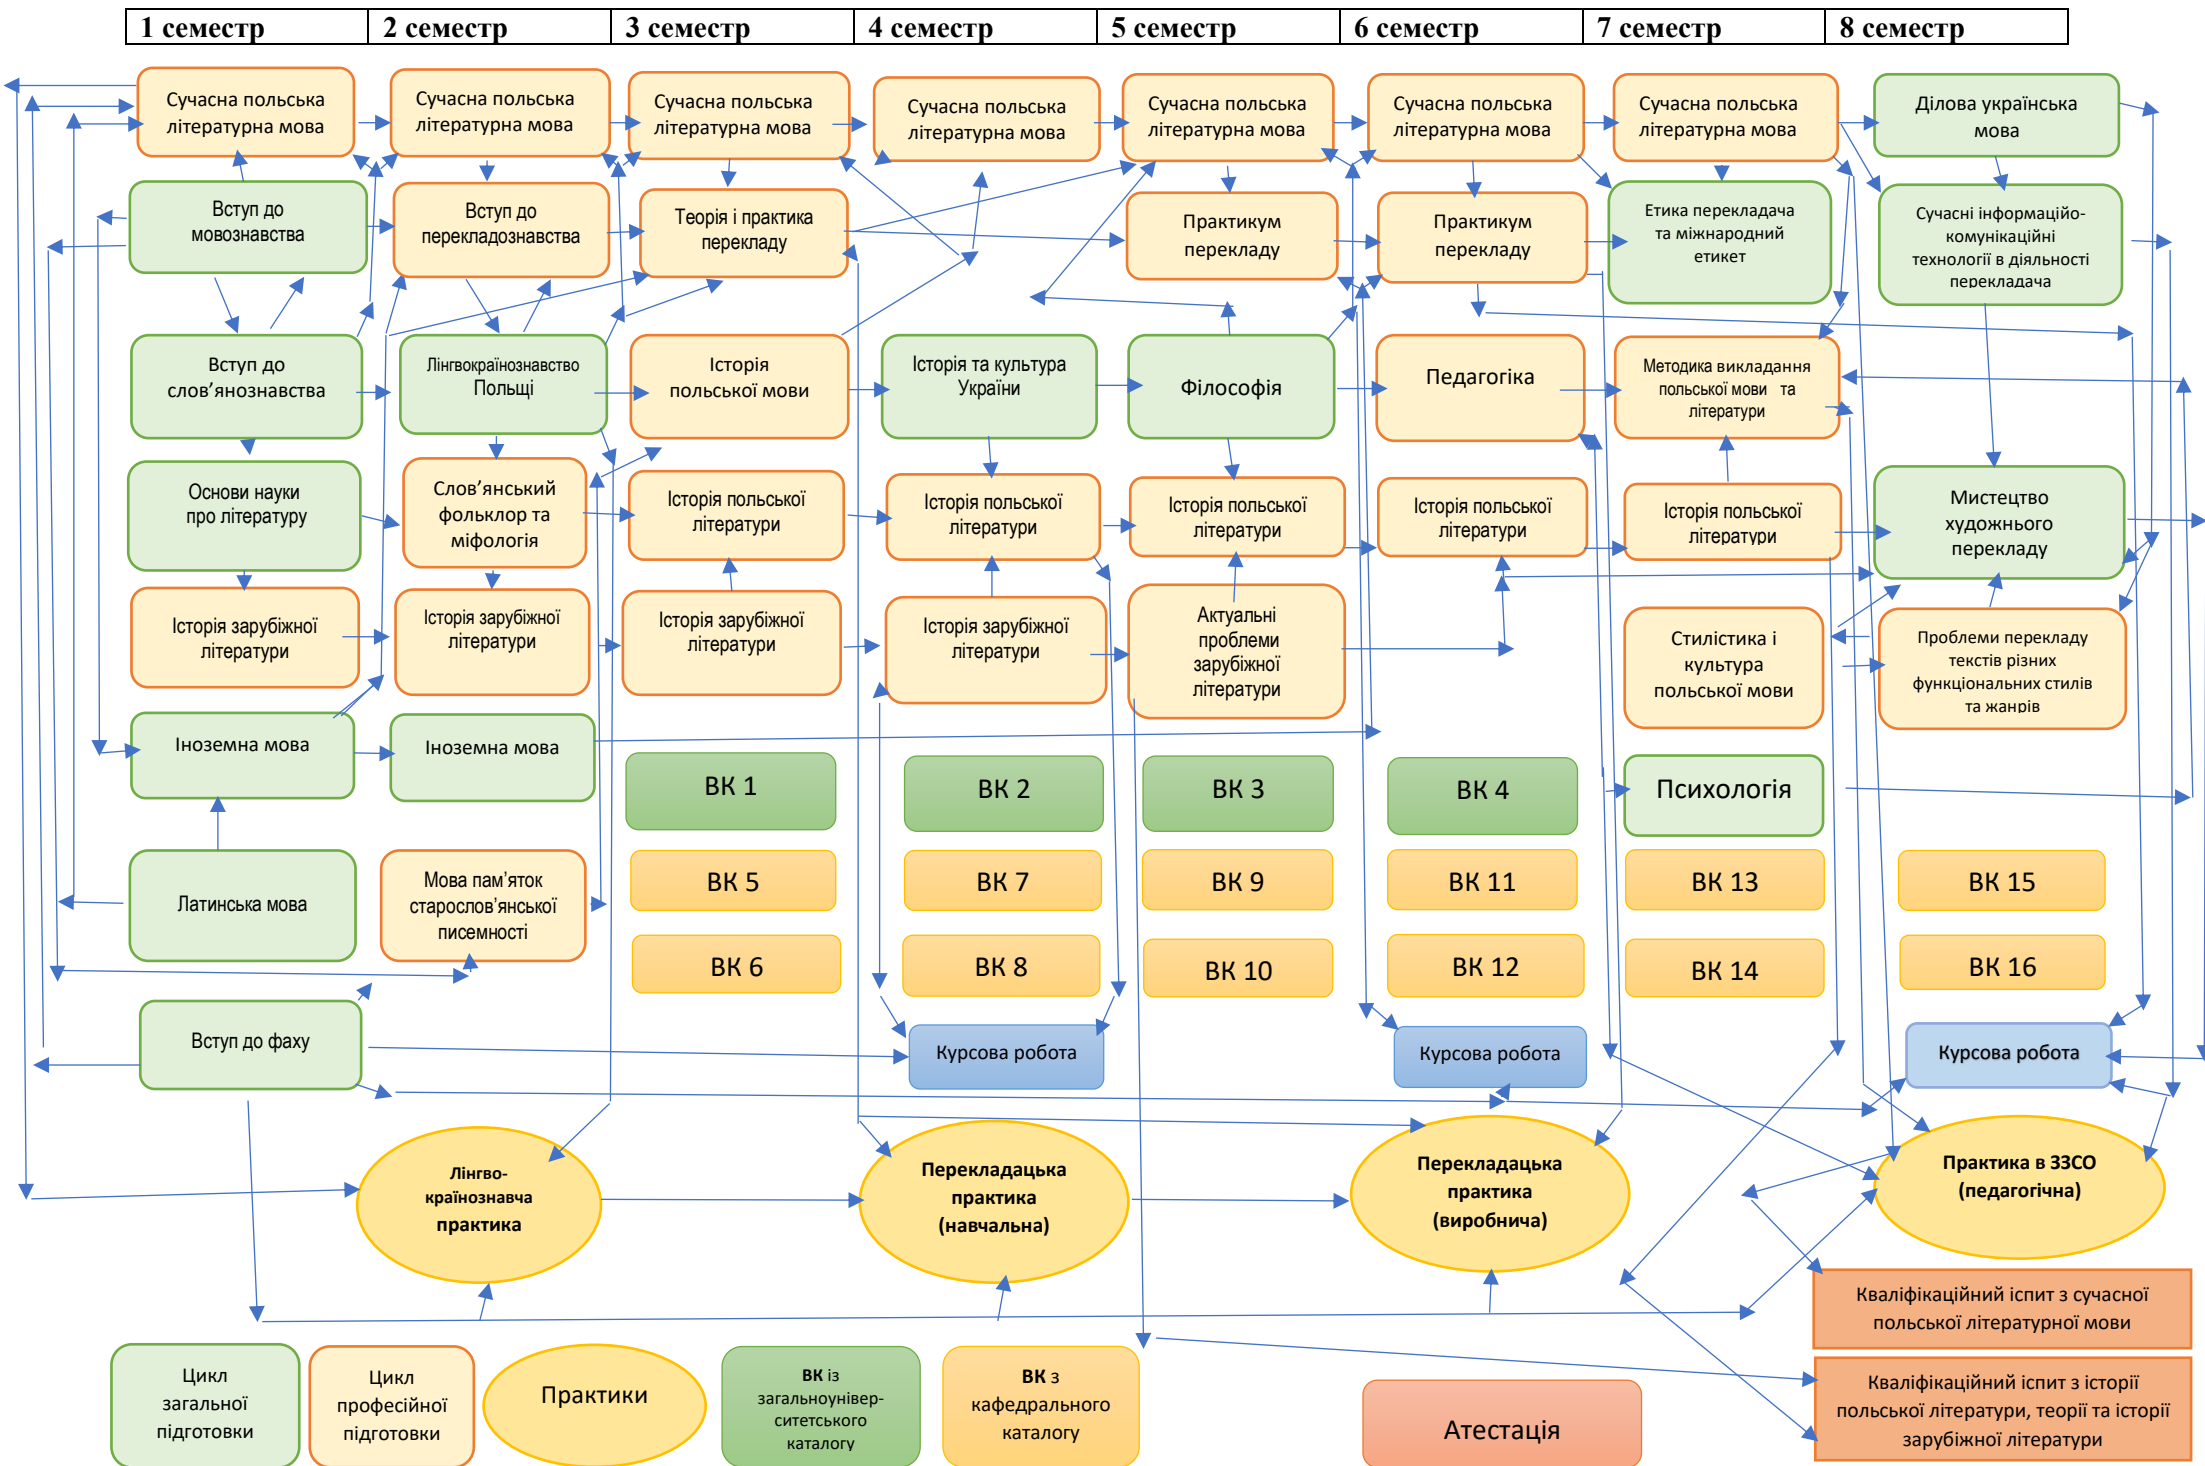 1 семестр
2 семестр
3 семестр
4 семестр
5 семестр
6 семестр
7 семестр
8 семестр
Сучасна польська
літературна мова
Сучасна польська
літературна мова
Сучасна польська
літературна мова
Сучасна польська
літературна мова
Сучасна польська
літературна мова
Сучасна польська
літературна мова
Сучасна польська
літературна мова
Ділова українська
мова
Вступ до
мовознавства
Вступ до
перекладознавства
Теорія і практика
перекладу
Практикум
перекладу
Практикум
перекладу
Етика перекладача
та міжнародний
етикет
Сучасні інформаційо-
комунікаційні
технології в діяльності
перекладача
Вступ до
слов’янознавства
Лінгвокраїнознавство
Польщі
Історія
польської мови
Історія та культура
України
Філософія
Педагогіка
Методика викладання
польської мови та
літератури
Основи науки
про літературу
Слов’янський
фольклор та
міфологія
Історія польської
літератури
Історія польської
літератури
Історія польської
літератури
Історія польської
літератури
Історія польської
літератури
Мистецтво
художнього
перекладу
Історія зарубіжної
літератури
Історія зарубіжної
літератури
Історія зарубіжної
літератури
Історія зарубіжної
літератури
Актуальні
проблеми
зарубіжної
літератури
Стилістика і
культура
польської мови
Проблеми перекладу
текстів різних
функціональних стилів
та жанрів
Іноземна мова
Іноземна мова
ВК 1
ВК 2
ВК 3
ВК 4
Психологія
Латинська мова
Мова пам’яток
старослов’янської
писемності
ВК 5
ВК 7
ВК 9
ВК 11
ВК 13
ВК 15
ВК 6
ВК 8
ВК 10
ВК 12
ВК 14
ВК 16
Вступ до фаху
Курсова робота
Курсова робота
Курсова робота
Лінгво-
країнознавча
практика
Перекладацька
практика
(навчальна)
Перекладацька
практика
(виробнича)
Практика в ЗЗСО
(педагогічна)
Кваліфікаційний іспит з сучасної
польської літературної мови
Кваліфікаційний іспит з історії
польської літератури, теорії та історії
зарубіжної літератури
Цикл
загальної
підготовки
Цикл
професійної
підготовки
Практики
ВК із
загальноунівер-
ситетського
каталогу
ВК з
кафедрального
каталогу
Атестація